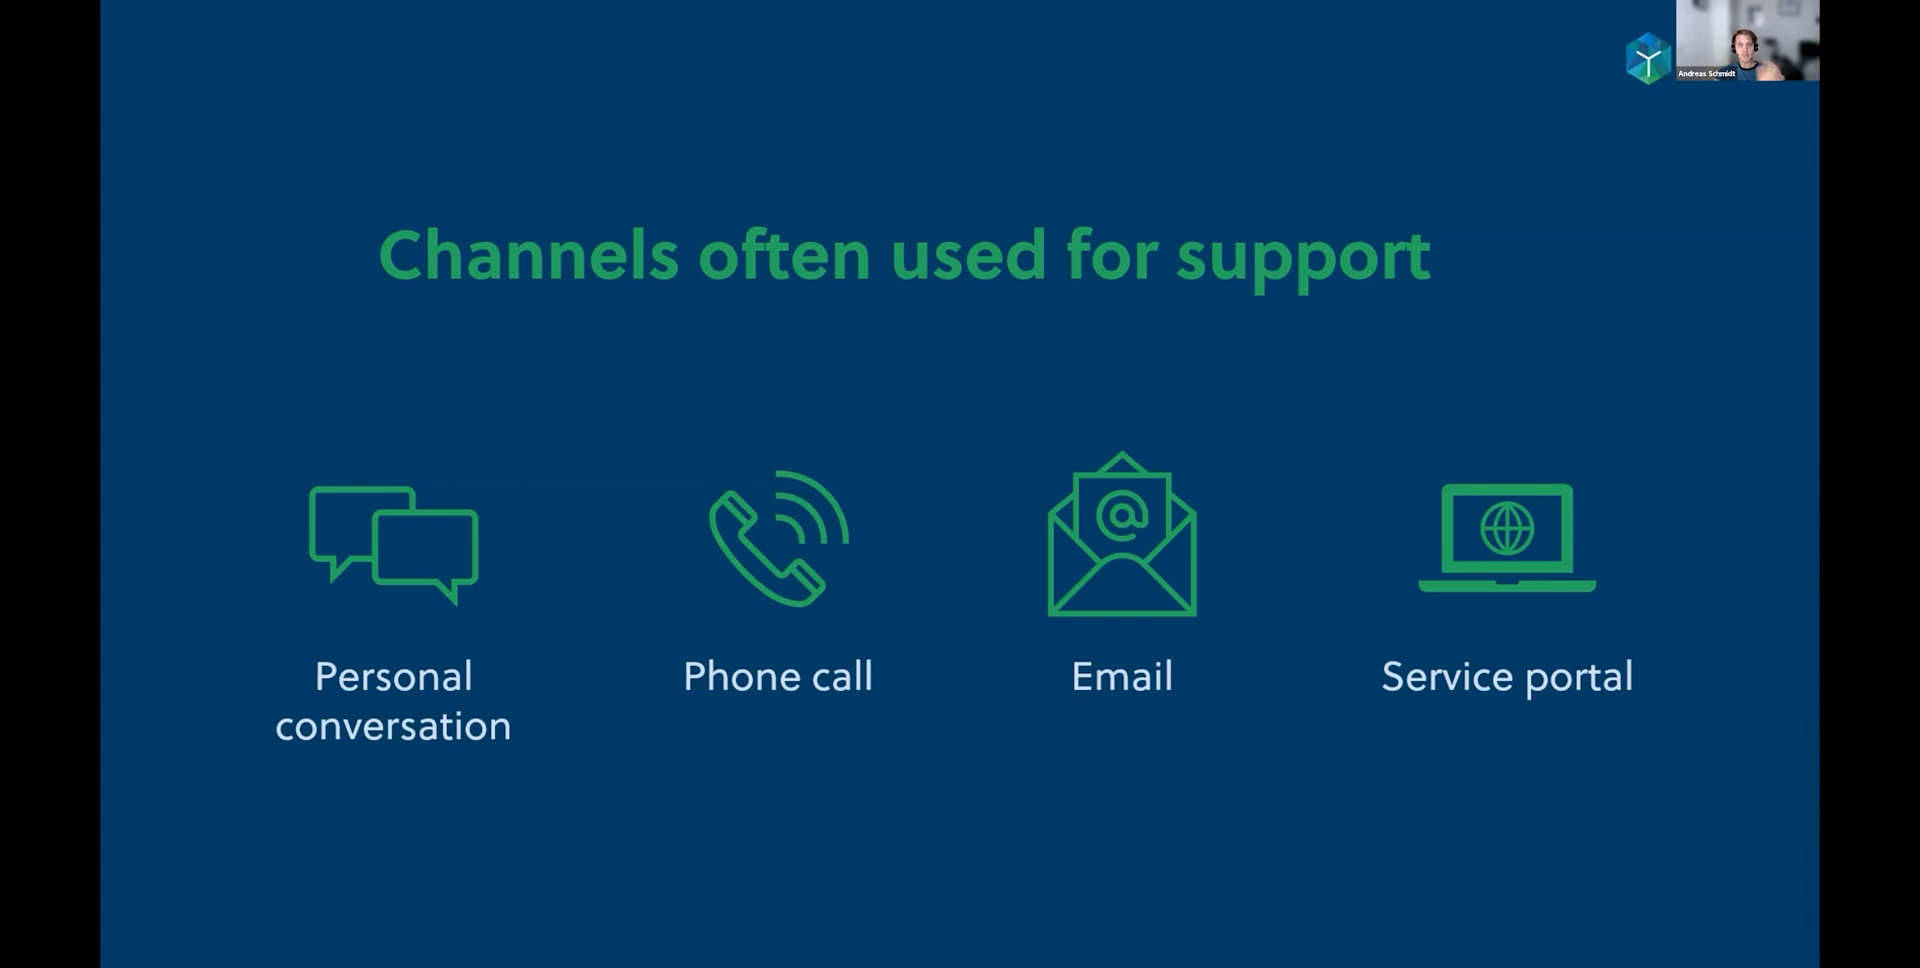 Andreas Schmidt
Channels often used for support
@
Personal
conversation
Phone call
Email
Service portal